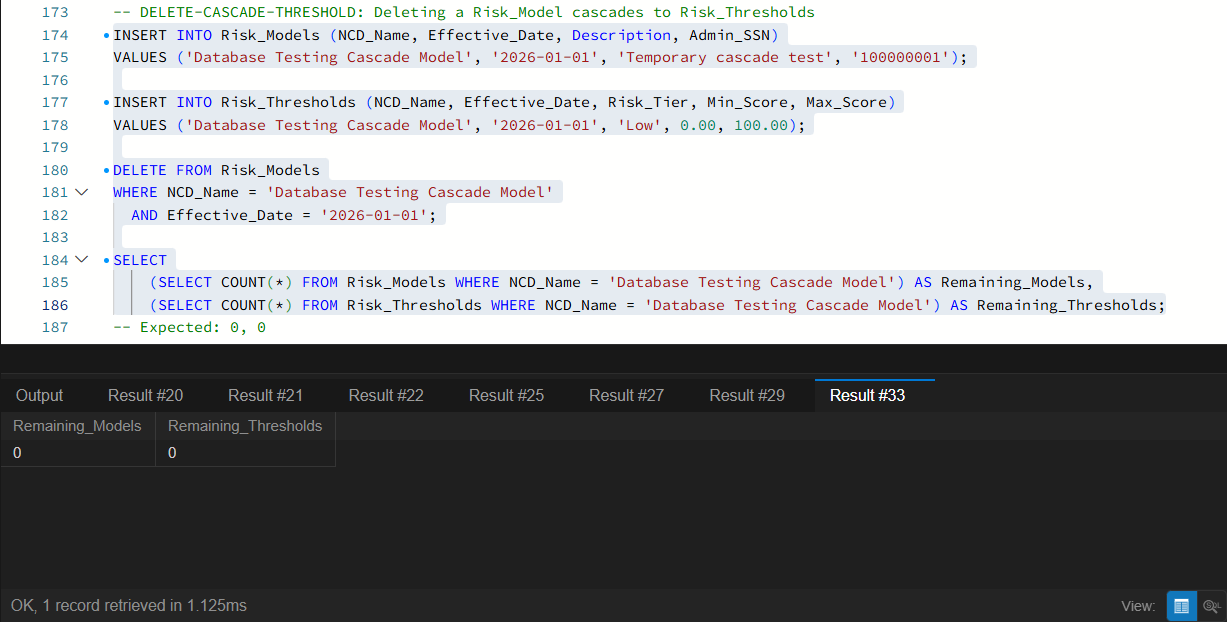 173 -- DELETE-CASCADE-THRESHOLD: Deleting a Risk_Model cascades to Risk_Thresholds
174 INSERT INTO Risk_Models (NCD_Name, Effective_Date, Description, Admin_SSN)
175 VALUES ('Database Testing Cascade Model', '2026-01-01', 'Temporary cascade test', '100000001');
176
177 INSERT INTO Risk_Thresholds (NCD_Name, Effective_Date, Risk_Tier, Min_Score, Max_Score)
178 VALUES ('Database Testing Cascade Model', '2026-01-01', 'Low', 0.00, 100.00);
179
180 DELETE FROM Risk_Models
181 WHERE NCD_Name = 'Database Testing Cascade Model'
182 AND Effective_Date = '2026-01-01';
183
184 SELECT
185 (SELECT COUNT(*) FROM Risk_Models WHERE NCD_Name = 'Database Testing Cascade Model') AS Remaining_Models,
186 (SELECT COUNT(*) FROM Risk_Thresholds WHERE NCD_Name = 'Database Testing Cascade Model') AS Remaining_Thresholds;
187 -- Expected: 0, 0
Output Result #20 Result #21 Result #22 Result #25 Result #27 Result #29 Result #33
Remaining_Models Remaining_Thresholds
0 0
OK, 1 record retrieved in 1.125ms View: SQL